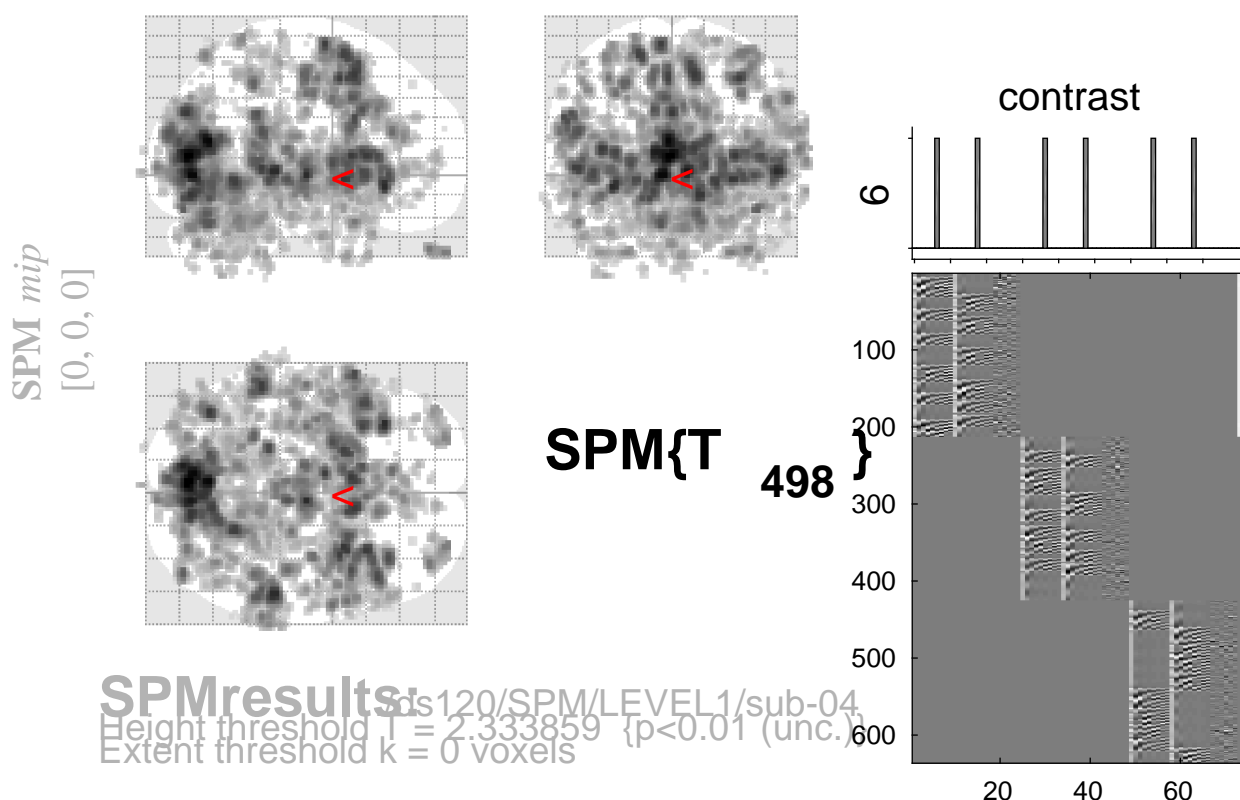 SPM mip
[0, 0, 0]
<
<
<
SPM{T498}
contrast
6
100
200
300
400
500
600
20 40 60
SPMresults: /ds120/SPM/LEVEL1/sub-04
Height threshold T = 2.333859 {p<0.01 (unc.)}
Extent threshold k = 0 voxels